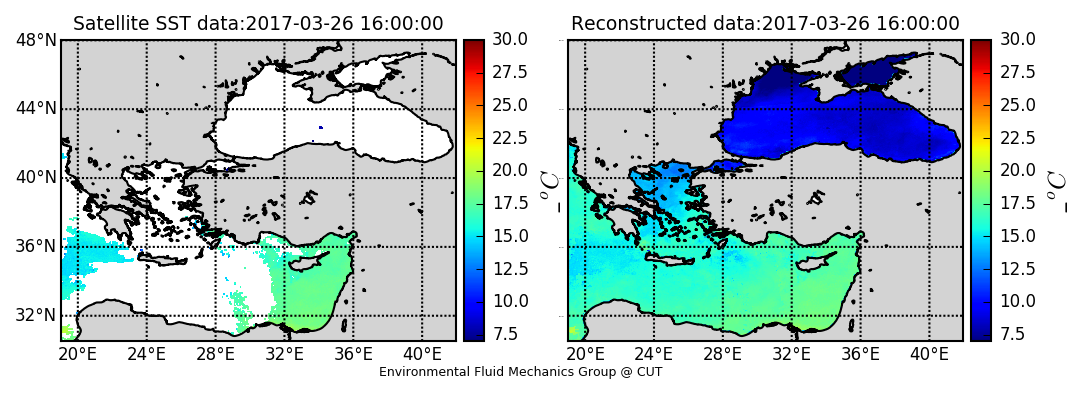 Satellite SST data:2017-03-26 16:00:00
48°N
44°N
40°N
36°N
32°N
20°E 24°E 28°E 32°E 36°E 40°E
30.0
27.5
25.0
22.5
20.0
17.5
15.0
12.5
10.0
7.5
_°C
Reconstructed data:2017-03-26 16:00:00
20°E 24°E 28°E 32°E 36°E 40°E
30.0
27.5
25.0
22.5
20.0
17.5
15.0
12.5
10.0
7.5
_°C
Environmental Fluid Mechanics Group @ CUT